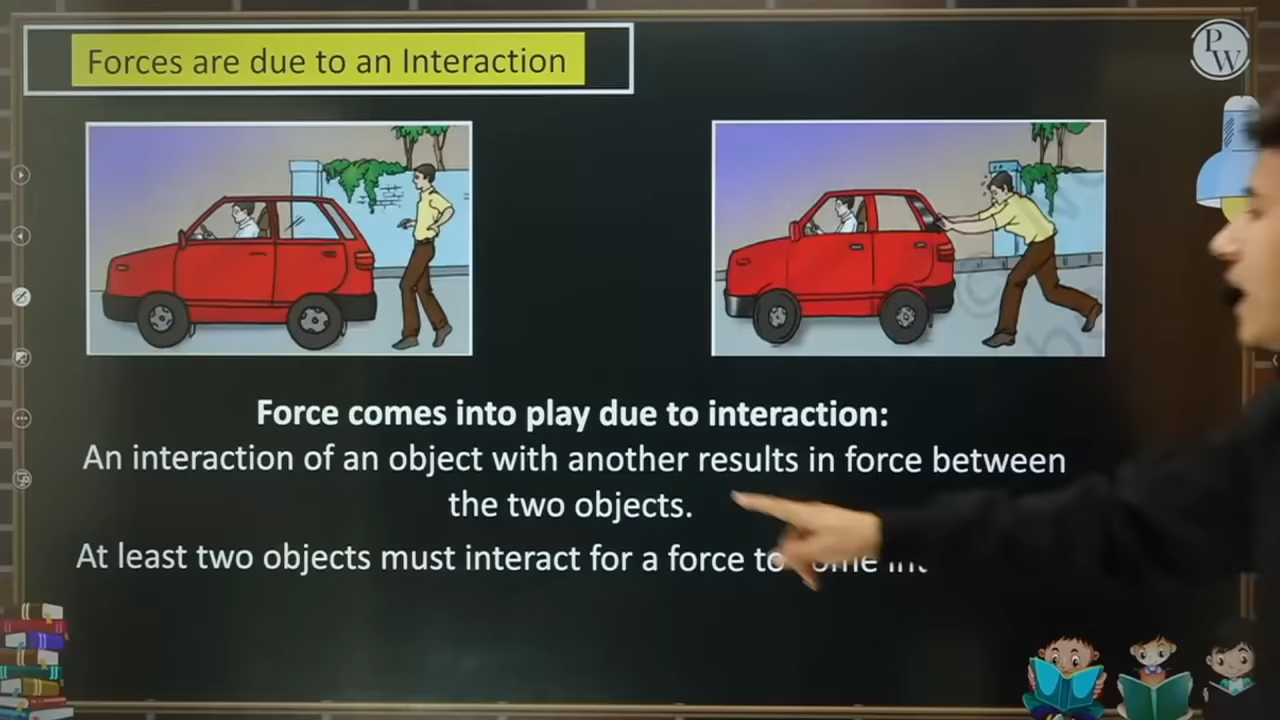 Forces are due to an Interaction
PW
Force comes into play due to interaction:
An interaction of an object with another results in force between
the two objects.
At least two objects must interact for a force to